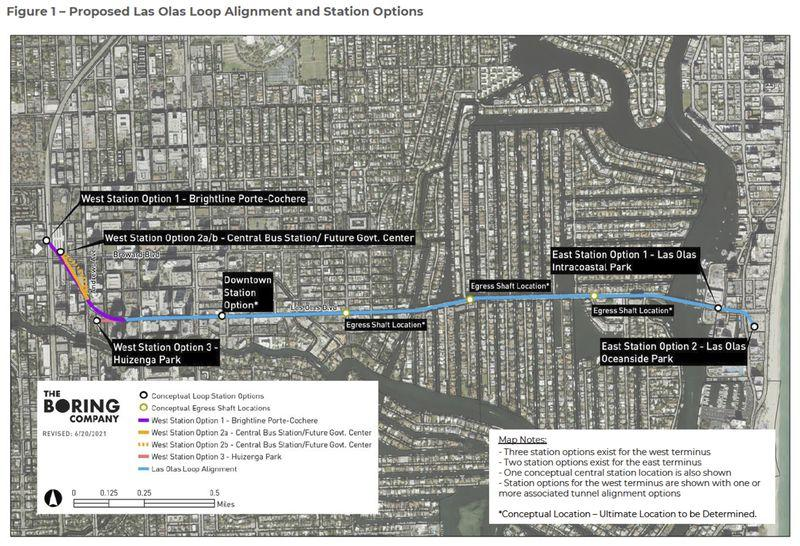 Figure 1 – Proposed Las Olas Loop Alignment and Station Options
West Station Option 1 - Brightline Porte-Cochere
West Station Option 2a/b - Central Bus Station/ Future Govt. Center
Broward Blvd
Downtown
Station
Option*
Las Olas Blvd
East Station Option 1 - Las Olas
Intracoastal Park
Egress Shaft Location*
Egress Shaft Location*
Egress Shaft Location*
West Station Option 3 -
Huizenga Park
East Station Option 2 - Las Olas
Oceanside Park
THE
BORING
COMPANY
REVISED: 6/20/2021
Conceptual Loop Station Options
Conceptual Egress Shaft Locations
West Station Option 1 - Brightline Porte-Cochere
West Station Option 2a - Central Bus Station/Future Govt. Center
West Station Option 2b - Central Bus Station/Future Govt. Center
West Station Option 3 - Huizenga Park
Las Olas Loop Alignment
0 0.125 0.25 0.5
Miles
Map Notes:
- Three station options exist for the west terminus
- Two station options exist for the east terminus
- One conceptual central station location is also shown
- Station options for the west terminus are shown with one or
more associated tunnel alignment options
*Conceptual Location – Ultimate Location to be Determined.